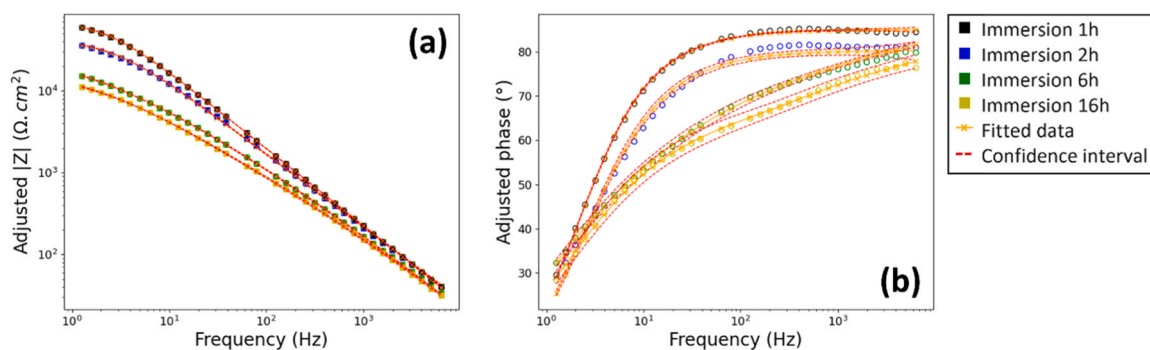 (a)
Adjusted |Z| (Ω. cm²)
10⁴
10³
10²
10⁰
10¹
10²
10³
Frequency (Hz)
(b)
Adjusted phase (°)
80
70
60
50
40
30
10⁰
10¹
10²
10³
Frequency (Hz)
Immersion 1h
Immersion 2h
Immersion 6h
Immersion 16h
Fitted data
Confidence interval